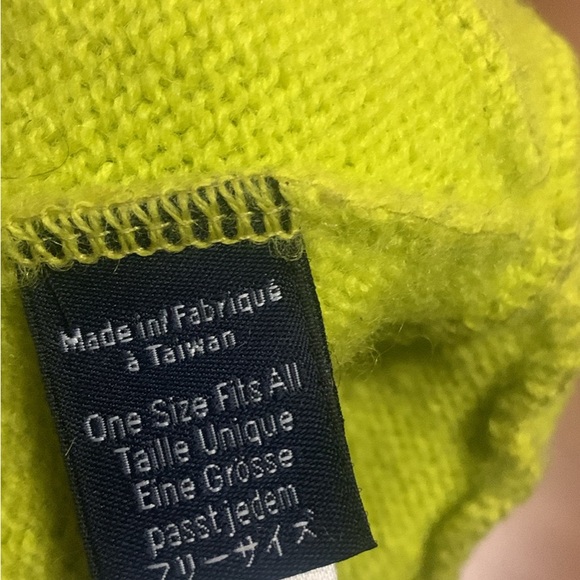 Made in/ Fabriqué
à Taiwan
One Size Fits All
Taille Unique
Eine Grösse
passt jedem
フリーサイズ